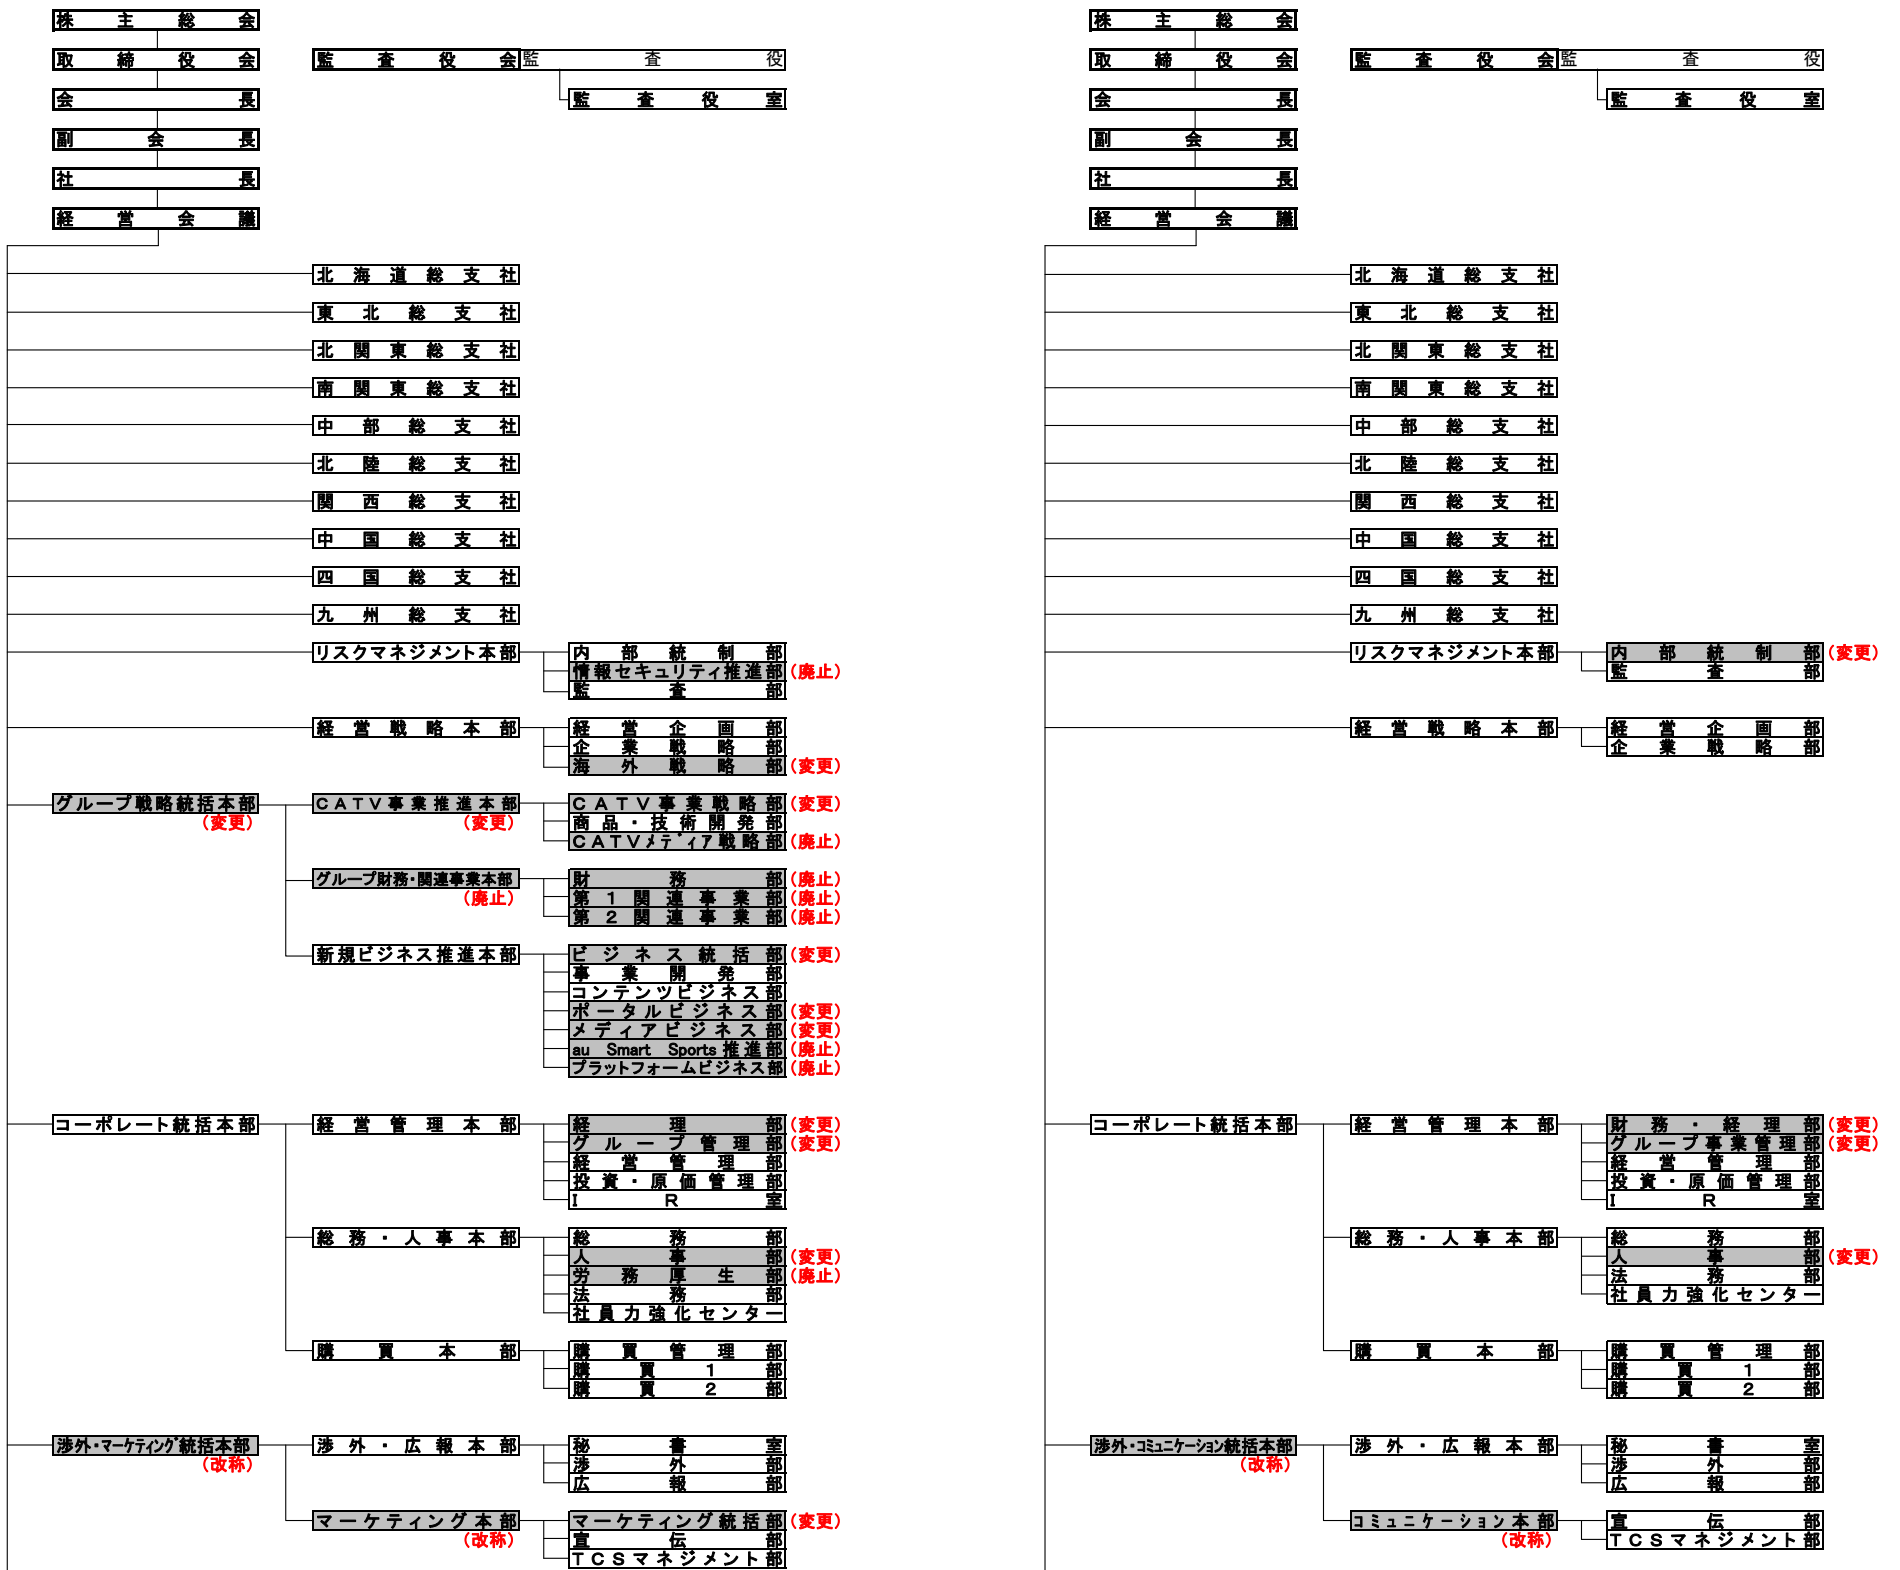 株主総会
取締役会 監査役会 監査役
会長 監査役室
副会長
社長
経営会議
北海道総支社
東北総支社
北関東総支社
南関東総支社
中部総支社
北陸総支社
関西総支社
中国総支社
四国総支社
九州総支社
リスクマネジメント本部 内部統制部
情報セキュリティ推進部 (廃止)
監査部
経営戦略本部 経営企画部
企業戦略部
海外戦略部 (変更)
グループ戦略統括本部 CATV事業推進本部 CATV事業戦略部 (変更)
(変更) (変更) 商品・技術開発部
CATVメディア戦略部 (廃止)
グループ財務・関連事業本部 財務部 (廃止)
(廃止) 第1関連事業部 (廃止)
第2関連事業部 (廃止)
新規ビジネス推進本部 ビジネス統括部 (変更)
事業開発部
コンテンツビジネス部
ポータルビジネス部 (変更)
メディアビジネス部 (変更)
au Smart Sports推進部 (廃止)
プラットフォームビジネス部 (廃止)
コーポレート統括本部 経営管理本部 経理部 (変更)
グループ管理部 (変更)
経営管理部
投資・原価管理部
IR室
総務・人事本部 総務部
人事部 (変更)
労務厚生部 (廃止)
法務部
社員力強化センター
購買本部 購買管理部
購買1部
購買2部
渉外・マーケティング統括本部 渉外・広報本部 秘書室
(改称) 渉外部
広報部
マーケティング本部 マーケティング統括部 (変更)
(改称) 宣伝部
TCSマネジメント部
株主総会
取締役会 監査役会 監査役
会長 監査役室
副会長
社長
経営会議
北海道総支社
東北総支社
北関東総支社
南関東総支社
中部総支社
北陸総支社
関西総支社
中国総支社
四国総支社
九州総支社
リスクマネジメント本部 内部統制部 (変更)
監査部
経営戦略本部 経営企画部
企業戦略部
コーポレート統括本部 経営管理本部 財務・経理部 (変更)
グループ事業管理部 (変更)
経営管理部
投資・原価管理部
IR室
総務・人事本部 総務部
人事部 (変更)
法務部
社員力強化センター
購買本部 購買管理部
購買1部
購買2部
渉外・コミュニケーション統括本部 渉外・広報本部 秘書室
(改称) 渉外部
広報部
コミュニケーション本部 宣伝部
(改称) TCSマネジメント部